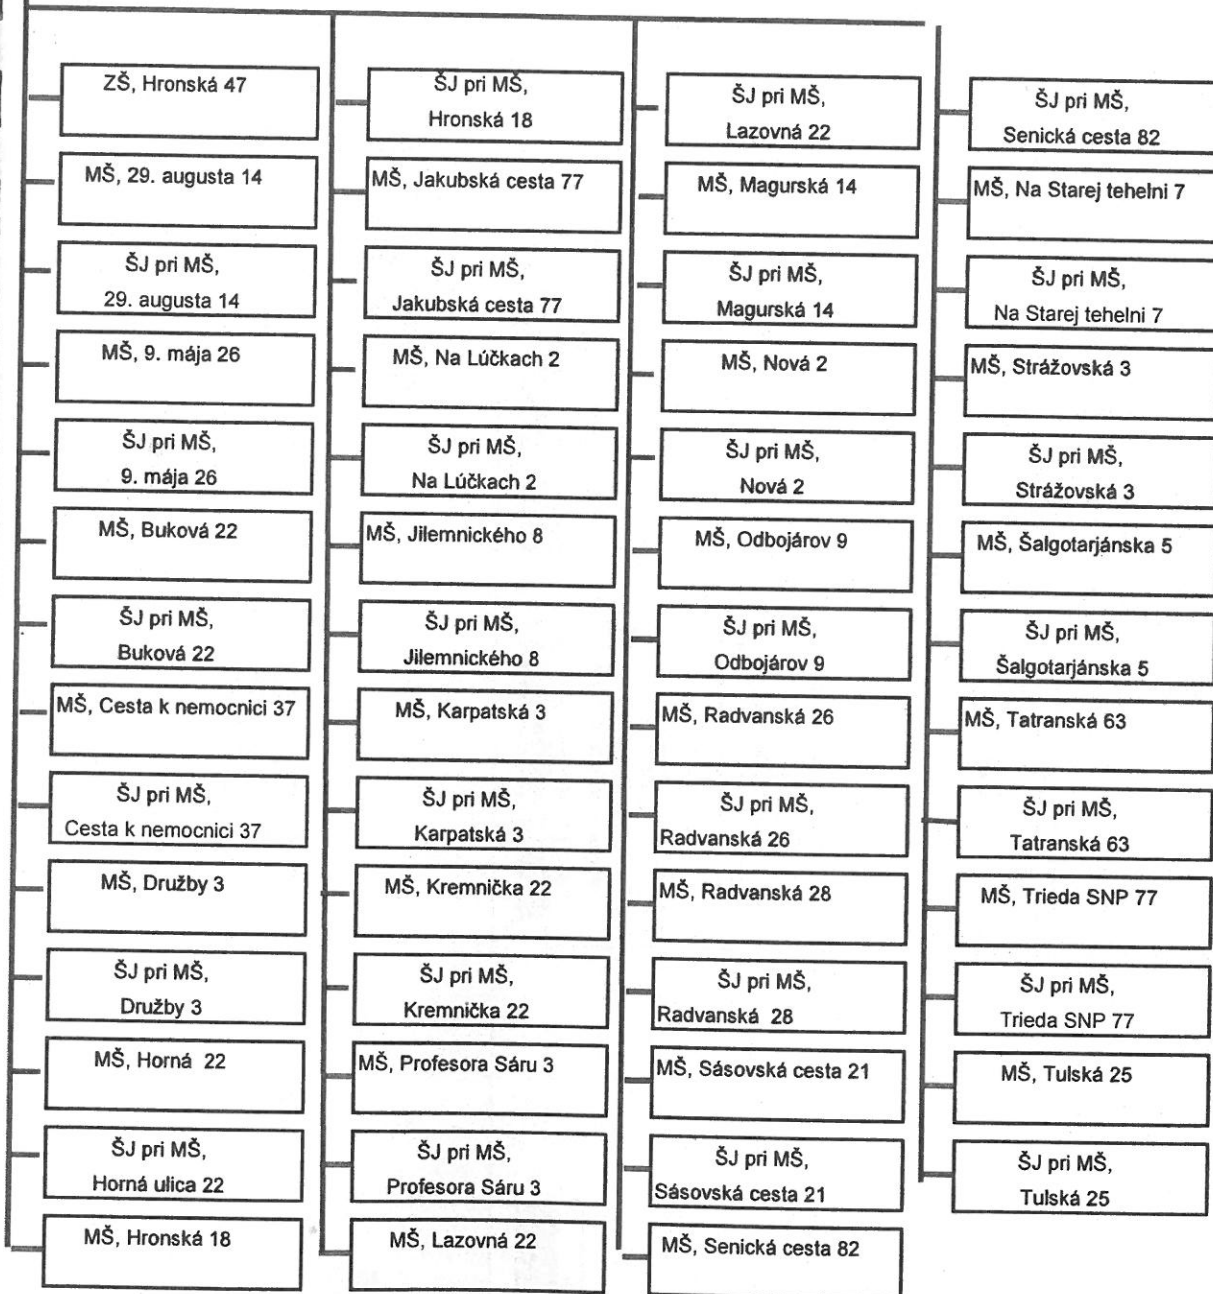 ZŠ, Hronská 47
MŠ, 29. augusta 14
ŠJ pri MŠ,
29. augusta 14
MŠ, 9. mája 26
ŠJ pri MŠ,
9. mája 26
MŠ, Buková 22
ŠJ pri MŠ,
Buková 22
MŠ, Cesta k nemocnici 37
ŠJ pri MŠ,
Cesta k nemocnici 37
MŠ, Družby 3
ŠJ pri MŠ,
Družby 3
MŠ, Horná 22
ŠJ pri MŠ,
Horná ulica 22
MŠ, Hronská 18
ŠJ pri MŠ,
Hronská 18
MŠ, Jakubská cesta 77
ŠJ pri MŠ,
Jakubská cesta 77
MŠ, Na Lúčkach 2
ŠJ pri MŠ,
Na Lúčkach 2
MŠ, Jilemnického 8
ŠJ pri MŠ,
Jilemnického 8
MŠ, Karpatská 3
ŠJ pri MŠ,
Karpatská 3
MŠ, Kremnička 22
ŠJ pri MŠ,
Kremnička 22
MŠ, Profesora Sáru 3
ŠJ pri MŠ,
Profesora Sáru 3
MŠ, Lazovná 22
ŠJ pri MŠ,
Lazovná 22
MŠ, Magurská 14
ŠJ pri MŠ,
Magurská 14
MŠ, Nová 2
ŠJ pri MŠ,
Nová 2
MŠ, Odbojárov 9
ŠJ pri MŠ,
Odbojárov 9
MŠ, Radvanská 26
ŠJ pri MŠ,
Radvanská 26
MŠ, Radvanská 28
ŠJ pri MŠ,
Radvanská 28
MŠ, Sásovská cesta 21
ŠJ pri MŠ,
Sásovská cesta 21
MŠ, Senická cesta 82
ŠJ pri MŠ,
Senická cesta 82
MŠ, Na Starej tehelni 7
ŠJ pri MŠ,
Na Starej tehelni 7
MŠ, Strážovská 3
ŠJ pri MŠ,
Strážovská 3
MŠ, Šalgotarjánska 5
ŠJ pri MŠ,
Šalgotarjánska 5
MŠ, Tatranská 63
ŠJ pri MŠ,
Tatranská 63
MŠ, Trieda SNP 77
ŠJ pri MŠ,
Trieda SNP 77
MŠ, Tulská 25
ŠJ pri MŠ,
Tulská 25